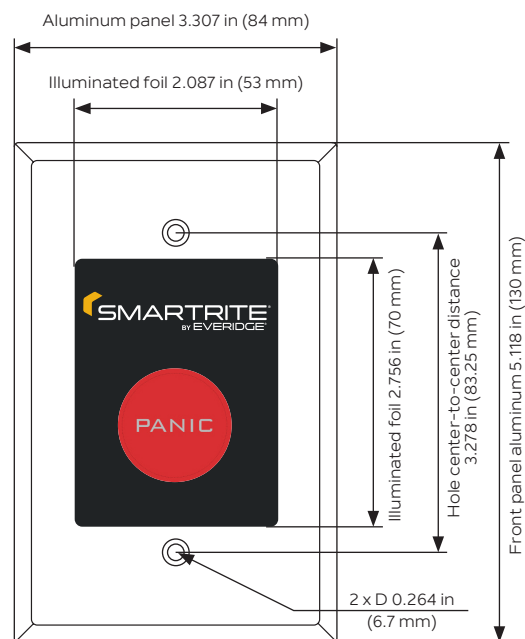 Aluminum panel 3.307 in (84 mm)
Illuminated foil 2.087 in (53 mm)
SMARTRITE®
BY EVERIDGE®
PANIC
Illuminated foil 2.756 in (70 mm)
Hole center-to-center distance
3.278 in (83.25 mm)
Front panel aluminum 5.118 in (130 mm)
2 x D 0.264 in
(6.7 mm)